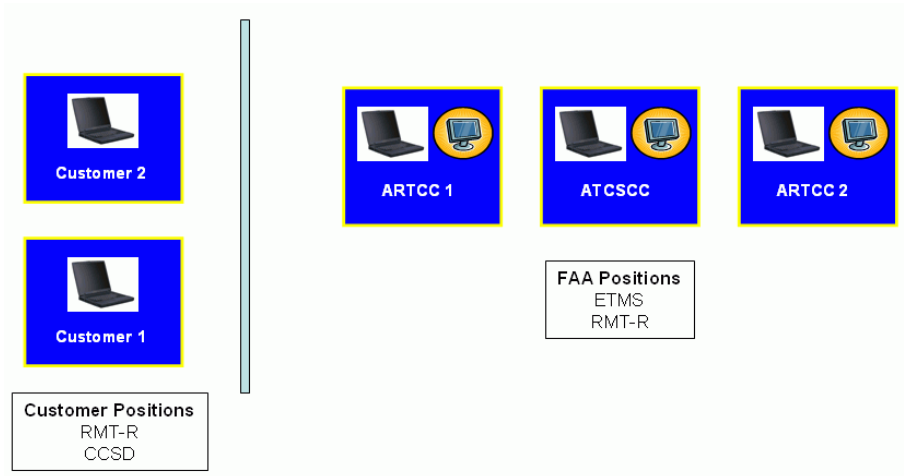 Customer 2
Customer 1
Customer Positions
RMT-R
CCSD
ARTCC 1
ATCSCC
ARTCC 2
FAA Positions
ETMS
RMT-R